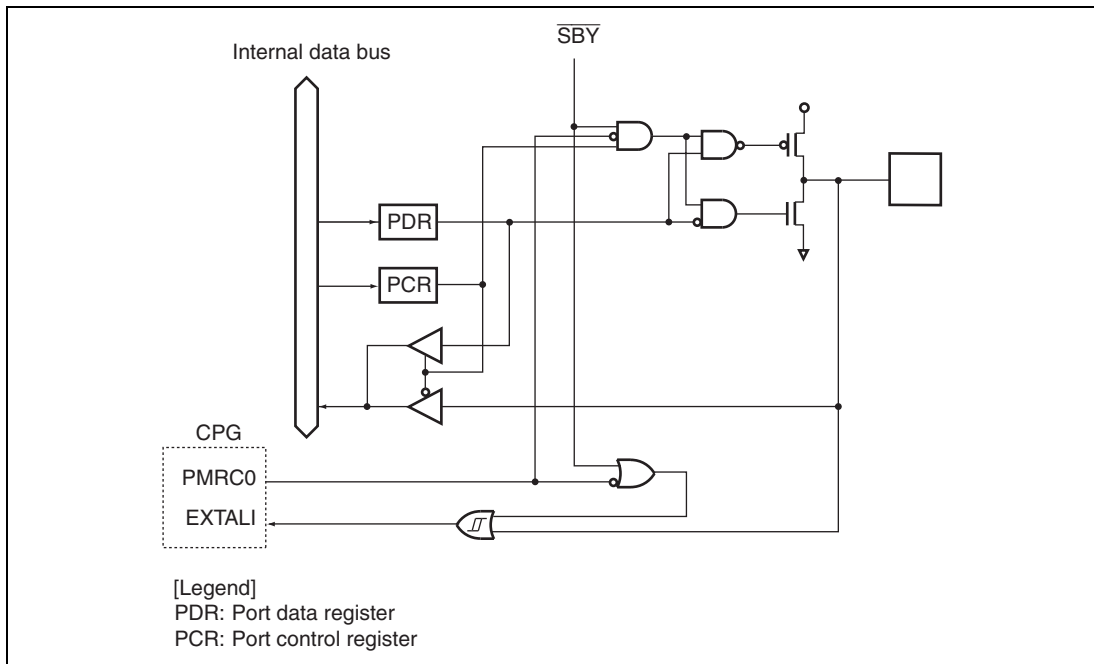 SBY
Internal data bus
PDR
PCR
CPG
PMRC0
EXTALI
[Legend]
PDR: Port data register
PCR: Port control register